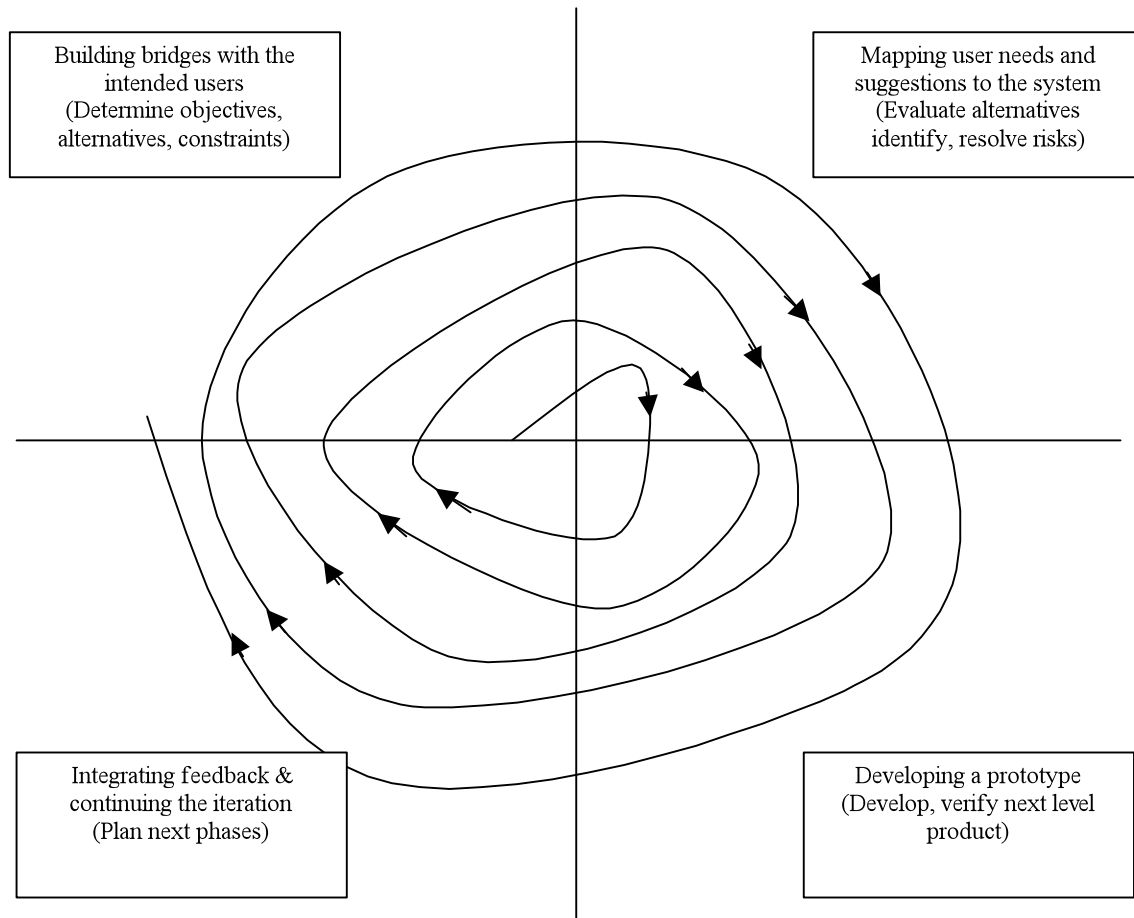 Building bridges with the
intended users
(Determine objectives,
alternatives, constraints)
Mapping user needs and
suggestions to the system
(Evaluate alternatives
identify, resolve risks)
Integrating feedback &
continuing the iteration
(Plan next phases)
Developing a prototype
(Develop, verify next level
product)